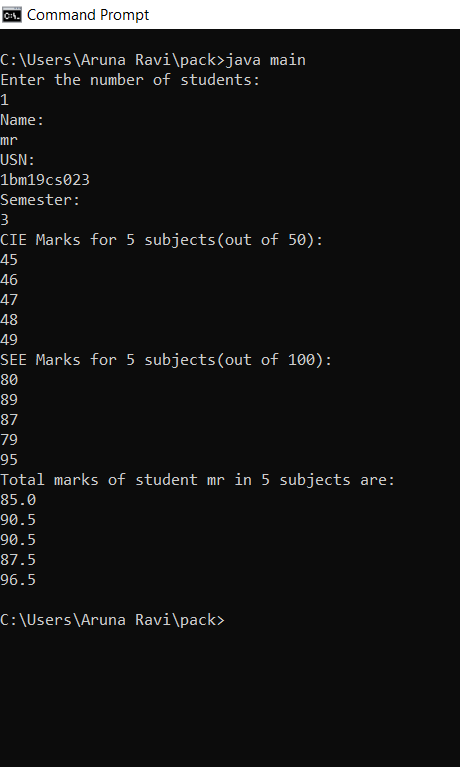 Command Prompt
C:\Users\Aruna Ravi\pack>java main
Enter the number of students:
1
Name:
mr
USN:
1bm19cs023
Semester:
3
CIE Marks for 5 subjects(out of 50):
45
46
47
48
49
SEE Marks for 5 subjects(out of 100):
80
89
87
79
95
Total marks of student mr in 5 subjects are:
85.0
90.5
90.5
87.5
96.5
C:\Users\Aruna Ravi\pack>